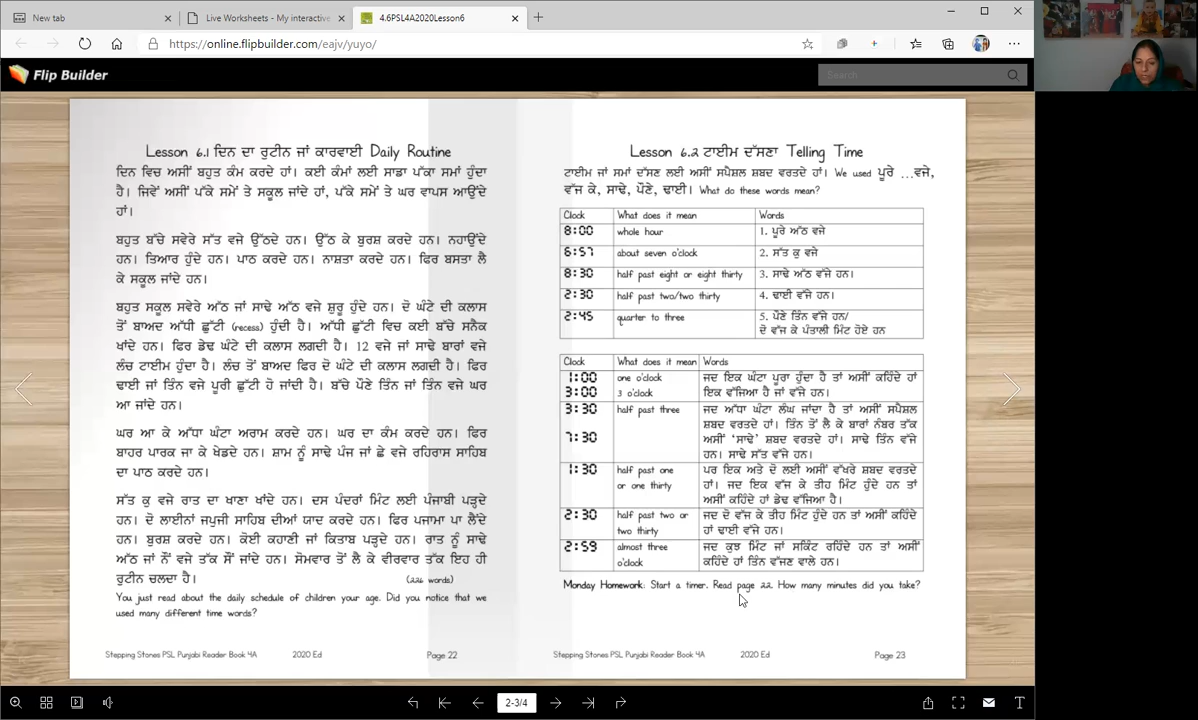 New tab
Live Worksheets - My interactive
4.6PSL4A2020Lesson6
https://online.flipbuilder.com/eajv/yuyo/
Flip Builder
Search
Lesson 6.1 ਦਿਨ ਦਾ ਰੁਟੀਨ ਜਾਂ ਕਾਰਵਾਈ Daily Routine
ਦਿਨ ਵਿਚ ਅਸੀਂ ਬਹੁਤ ਕੰਮ ਕਰਦੇ ਹਾਂ। ਕਈ ਕੰਮਾਂ ਲਈ ਸਾਡਾ ਪੱਕਾ ਸਮਾਂ ਹੁੰਦਾ
ਹੈ। ਜਿਵੇਂ ਅਸੀਂ ਪੱਕੇ ਸਮੇਂ ਤੇ ਸਕੂਲ ਜਾਂਦੇ ਹਾਂ, ਪੱਕੇ ਸਮੇਂ ਤੇ ਘਰ ਵਾਪਸ ਆਉਂਦੇ
ਹਾਂ।
ਬਹੁਤ ਬੱਚੇ ਸਵੇਰੇ ਸੱਤ ਵਜੇ ਉੱਠਦੇ ਹਨ। ਉੱਠ ਕੇ ਬੁਰਸ਼ ਕਰਦੇ ਹਨ। ਨਹਾਉਂਦੇ
ਹਨ। ਤਿਆਰ ਹੁੰਦੇ ਹਨ। ਪਾਠ ਕਰਦੇ ਹਨ। ਨਾਸ਼ਤਾ ਕਰਦੇ ਹਨ। ਫਿਰ ਬਸਤਾ ਲੈ
ਕੇ ਸਕੂਲ ਜਾਂਦੇ ਹਨ।
ਬਹੁਤ ਸਕੂਲ ਸਵੇਰੇ ਅੱਠ ਜਾਂ ਸਾਢੇ ਅੱਠ ਵਜੇ ਸ਼ੁਰੂ ਹੁੰਦੇ ਹਨ। ਦੋ ਘੰਟੇ ਦੀ ਕਲਾਸ
ਤੋਂ ਬਾਅਦ ਅੱਧੀ ਛੁੱਟੀ (recess) ਹੁੰਦੀ ਹੈ। ਅੱਧੀ ਛੁੱਟੀ ਵਿਚ ਕਈ ਬੱਚੇ ਸਨੈਕ
ਖਾਂਦੇ ਹਨ। ਫਿਰ ਡੇਢ ਘੰਟੇ ਦੀ ਕਲਾਸ ਲਗਦੀ ਹੈ। 12 ਵਜੇ ਜਾਂ ਸਾਢੇ ਬਾਰਾਂ ਵਜੇ
ਲੰਚ ਟਾਈਮ ਹੁੰਦਾ ਹੈ। ਲੰਚ ਤੋਂ ਬਾਅਦ ਫਿਰ ਦੋ ਘੰਟੇ ਦੀ ਕਲਾਸ ਲਗਦੀ ਹੈ। ਫਿਰ
ਢਾਈ ਜਾਂ ਤਿੰਨ ਵਜੇ ਪੂਰੀ ਛੁੱਟੀ ਹੋ ਜਾਂਦੀ ਹੈ। ਬੱਚੇ ਪੌਣੇ ਤਿੰਨ ਜਾਂ ਤਿੰਨ ਵਜੇ ਘਰ
ਆ ਜਾਂਦੇ ਹਨ।
ਘਰ ਆ ਕੇ ਅੱਧਾ ਘੰਟਾ ਅਰਾਮ ਕਰਦੇ ਹਨ। ਘਰ ਦਾ ਕੰਮ ਕਰਦੇ ਹਨ। ਫਿਰ
ਬਾਹਰ ਪਾਰਕ ਜਾ ਕੇ ਖੇਡਦੇ ਹਨ। ਸ਼ਾਮ ਨੂੰ ਸਾਢੇ ਪੰਜ ਜਾਂ ਛੇ ਵਜੇ ਰਹਿਰਾਸ ਸਾਹਿਬ
ਦਾ ਪਾਠ ਕਰਦੇ ਹਨ।
ਸੱਤ ਕੁ ਵਜੇ ਰਾਤ ਦਾ ਖਾਣਾ ਖਾਂਦੇ ਹਨ। ਦਸ ਪੰਦਰਾਂ ਮਿੰਟ ਲਈ ਪੰਜਾਬੀ ਪੜ੍ਹਦੇ
ਹਨ। ਦੋ ਲਾਈਨਾਂ ਜਪੁਜੀ ਸਾਹਿਬ ਦੀਆਂ ਯਾਦ ਕਰਦੇ ਹਨ। ਫਿਰ ਪਜਾਮਾ ਪਾ ਲੈਂਦੇ
ਹਨ। ਬੁਰਸ਼ ਕਰਦੇ ਹਨ। ਕੋਈ ਕਹਾਣੀ ਜਾਂ ਕਿਤਾਬ ਪੜ੍ਹਦੇ ਹਨ। ਰਾਤ ਨੂੰ ਸਾਢੇ
ਅੱਠ ਜਾਂ ਨੌਂ ਵਜੇ ਤੱਕ ਸੌਂ ਜਾਂਦੇ ਹਨ। ਸੋਮਵਾਰ ਤੋਂ ਲੈ ਕੇ ਵੀਰਵਾਰ ਤੱਕ ਇਹ ਹੀ
ਰੁਟੀਨ ਚਲਦਾ ਹੈ। (226 words)
You just read about the daily schedule of children your age. Did you notice that we
used many different time words?
Stepping Stones PSL Punjabi Reader Book 4A 2020 Ed Page 22
Lesson 6.2 ਟਾਈਮ ਦੱਸਣਾ Telling Time
ਟਾਈਮ ਜਾਂ ਸਮਾਂ ਦੱਸਣ ਲਈ ਅਸੀਂ ਸਪੈਸ਼ਲ ਸ਼ਬਦ ਵਰਤਦੇ ਹਾਂ। We used ਪੂਰੇ ...ਵਜੇ,
ਵੱਜ ਕੇ, ਸਾਢੇ, ਪੌਣੇ, ਢਾਈ। What do these words mean?
Clock What does it mean Words
8:00 whole hour 1. ਪੂਰੇ ਅੱਠ ਵਜੇ
6:57 about seven o'clock 2. ਸੱਤ ਕੁ ਵਜੇ
8:30 half past eight or eight thirty 3. ਸਾਢੇ ਅੱਠ ਵੱਜੇ ਹਨ।
2:30 half past two/two thirty 4. ਢਾਈ ਵੱਜੇ ਹਨ।
2:45 quarter to three 5. ਪੌਣੇ ਤਿੰਨ ਵੱਜੇ ਹਨ/
ਦੋ ਵੱਜ ਕੇ ਪੰਤਾਲੀ ਮਿੰਟ ਹੋਏ ਹਨ
Clock What does it mean Words
1:00 one o'clock ਜਦ ਇਕ ਘੰਟਾ ਪੂਰਾ ਹੁੰਦਾ ਹੈ ਤਾਂ ਅਸੀਂ ਕਹਿੰਦੇ ਹਾਂ
3:00 3 o'clock ਇਕ ਵੱਜਿਆ ਹੈ ਜਾਂ ਵੱਜੇ ਹਨ।
3:30 half past three ਜਦ ਅੱਧਾ ਘੰਟਾ ਲੰਘ ਜਾਂਦਾ ਹੈ ਤਾਂ ਅਸੀਂ ਸਪੈਸ਼ਲ
ਸ਼ਬਦ ਵਰਤਦੇ ਹਾਂ। ਤਿੰਨ ਤੋਂ ਲੈ ਕੇ ਬਾਰਾਂ ਨੰਬਰ ਤੱਕ
7:30 ਅਸੀਂ 'ਸਾਢੇ' ਸ਼ਬਦ ਵਰਤਦੇ ਹਾਂ। ਸਾਢੇ ਤਿੰਨ ਵੱਜੇ
ਹਨ। ਸਾਢੇ ਸੱਤ ਵੱਜੇ ਹਨ।
1:30 half past one ਪਰ ਇਕ ਅਤੇ ਦੋ ਲਈ ਅਸੀਂ ਵੱਖਰੇ ਸ਼ਬਦ ਵਰਤਦੇ
or one thirty ਹਾਂ। ਜਦ ਇਕ ਵੱਜ ਕੇ ਤੀਹ ਮਿੰਟ ਹੁੰਦੇ ਹਨ ਤਾਂ
ਅਸੀਂ ਕਹਿੰਦੇ ਹਾਂ ਡੇਢ ਵੱਜਿਆ ਹੈ।
2:30 half past two or ਜਦ ਦੋ ਵੱਜ ਕੇ ਤੀਹ ਮਿੰਟ ਹੁੰਦੇ ਹਨ ਤਾਂ ਅਸੀਂ ਕਹਿੰਦੇ
two thirty ਹਾਂ ਢਾਈ ਵੱਜੇ ਹਨ।
2:59 almost three ਜਦ ਕੁਝ ਮਿੰਟ ਜਾਂ ਸਕਿੰਟ ਰਹਿੰਦੇ ਹਨ ਤਾਂ ਅਸੀਂ
o'clock ਕਹਿੰਦੇ ਹਾਂ ਤਿੰਨ ਵੱਜਣ ਵਾਲੇ ਹਨ।
Monday Homework: Start a timer. Read page 22. How many minutes did you take?
Stepping Stones PSL Punjabi Reader Book 4A 2020 Ed Page 23
2-3/4